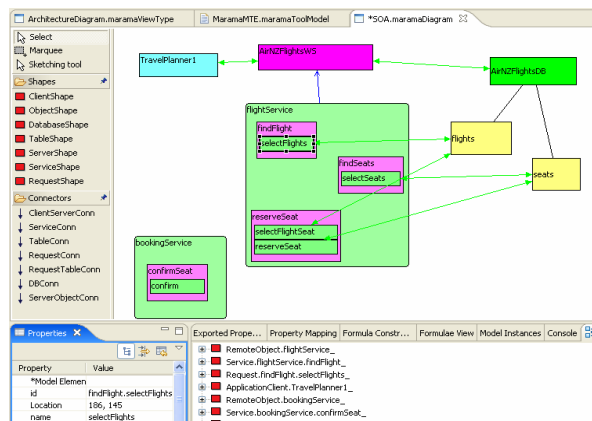 ArchitectureDiagram.maramaViewType
MaramaMTE.maramaToolModel
*SOA.maramaDiagram
Select
Marquee
Sketching tool
Shapes
ClientShape
ObjectShape
DatabaseShape
TableShape
ServerShape
ServiceShape
RequestShape
Connectors
ClientServerConn
ServiceConn
TableConn
RequestConn
RequestTableConn
DBConn
ServerObjectConn
TravelPlanner1
AirNZFlightsWS
AirNZFlightsDB
flightService
findFlight
selectFlights
flights
findSeats
selectSeats
seats
reserveSeat
selectFlightSeat
reserveSeat
bookingService
confirmSeat
confirm
Properties
Property Value
*Model Elemen
id findFlight.selectFlights
Location 186, 145
name selectFlights
Exported Prope... Property Mapping Formula Constr... Formulae View Model Instances Console
RemoteObject.flightService_
Service.flightService.findFlight_
Request.findFlight.selectFlights_
ApplicationClient.TravelPlanner1_
RemoteObject.bookingService_
Service.bookingService.confirmSeat_